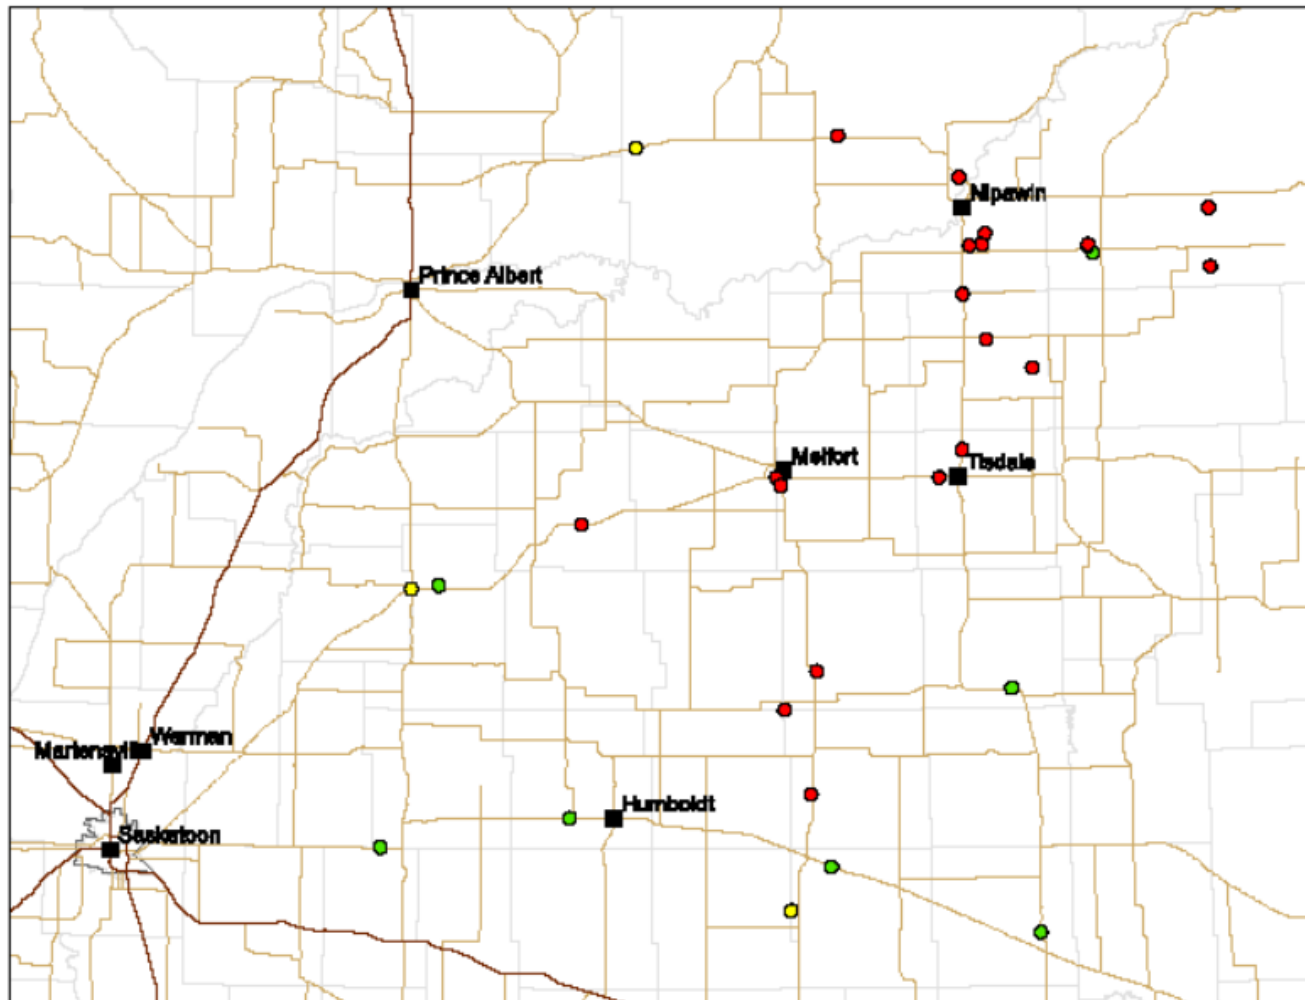 Nipawin
Prince Albert
Melfort
Tisdale
Warman
Martensville
Humboldt
Saskatoon